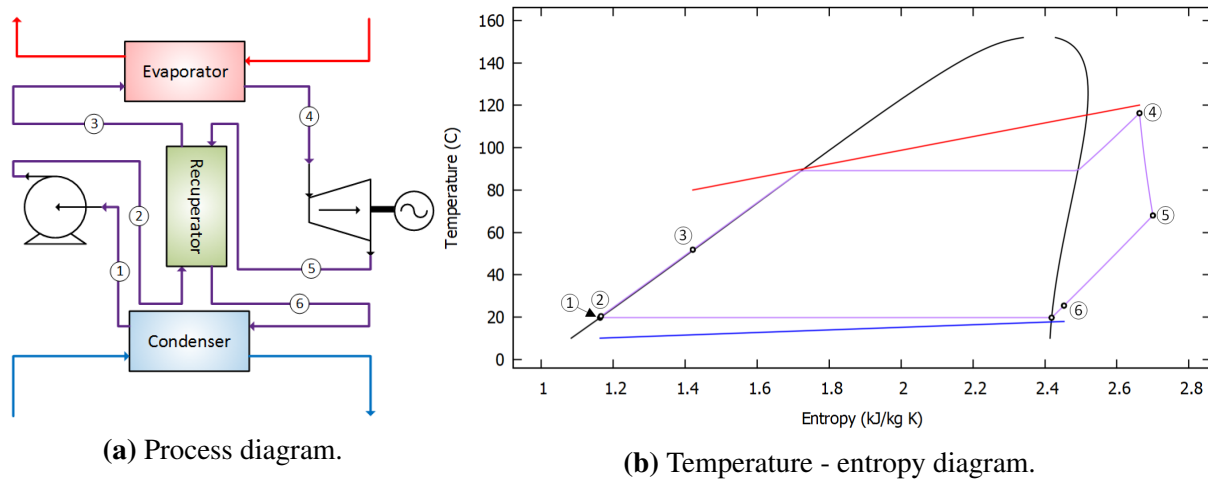 Evaporator
④
③
Recuperator
②
①
⑤
⑥
Condenser
(a) Process diagram.
Temperature (C)
160
140
120
100
80
60
40
20
0
④
⑤
③
① ②
⑥
1 1.2 1.4 1.6 1.8 2 2.2 2.4 2.6 2.8
Entropy (kJ/kg K)
(b) Temperature - entropy diagram.